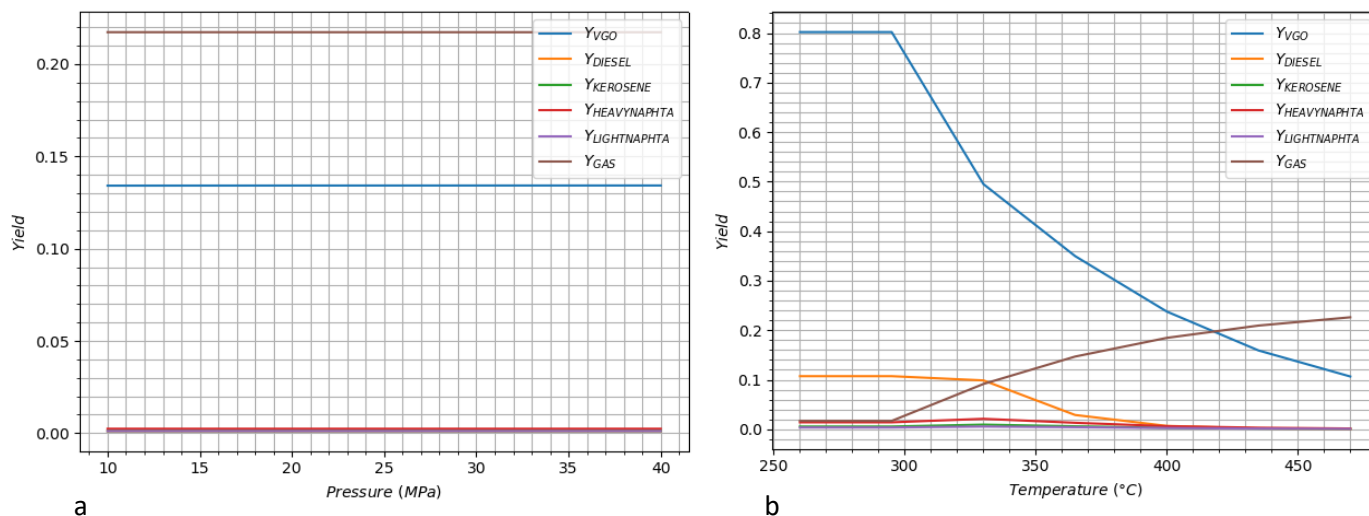 Y_VGO
Y_DIESEL
Y_KEROSENE
Y_HEAVYNAPHTA
Y_LIGHTNAPHTA
Y_GAS
0.20
0.15
0.10
0.05
0.00
Yield
10 15 20 25 30 35 40
Pressure (MPa)
a
Y_VGO
Y_DIESEL
Y_KEROSENE
Y_HEAVYNAPHTA
Y_LIGHTNAPHTA
Y_GAS
0.8
0.7
0.6
0.5
0.4
0.3
0.2
0.1
0.0
Yield
250 300 350 400 450
Temperature (°C)
b